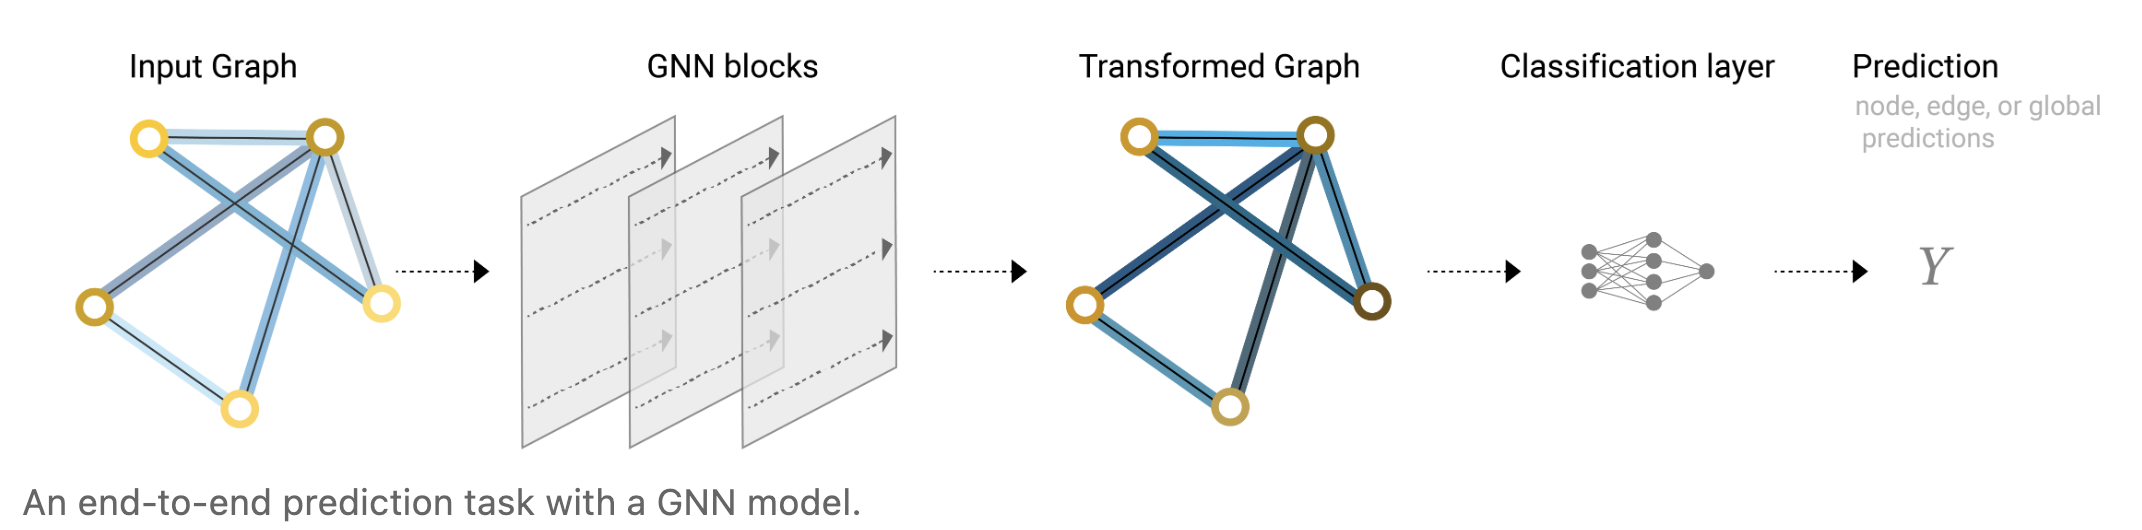 Input Graph
GNN blocks
Transformed Graph
Classification layer
Prediction
node, edge, or global
predictions
Y
An end-to-end prediction task with a GNN model.